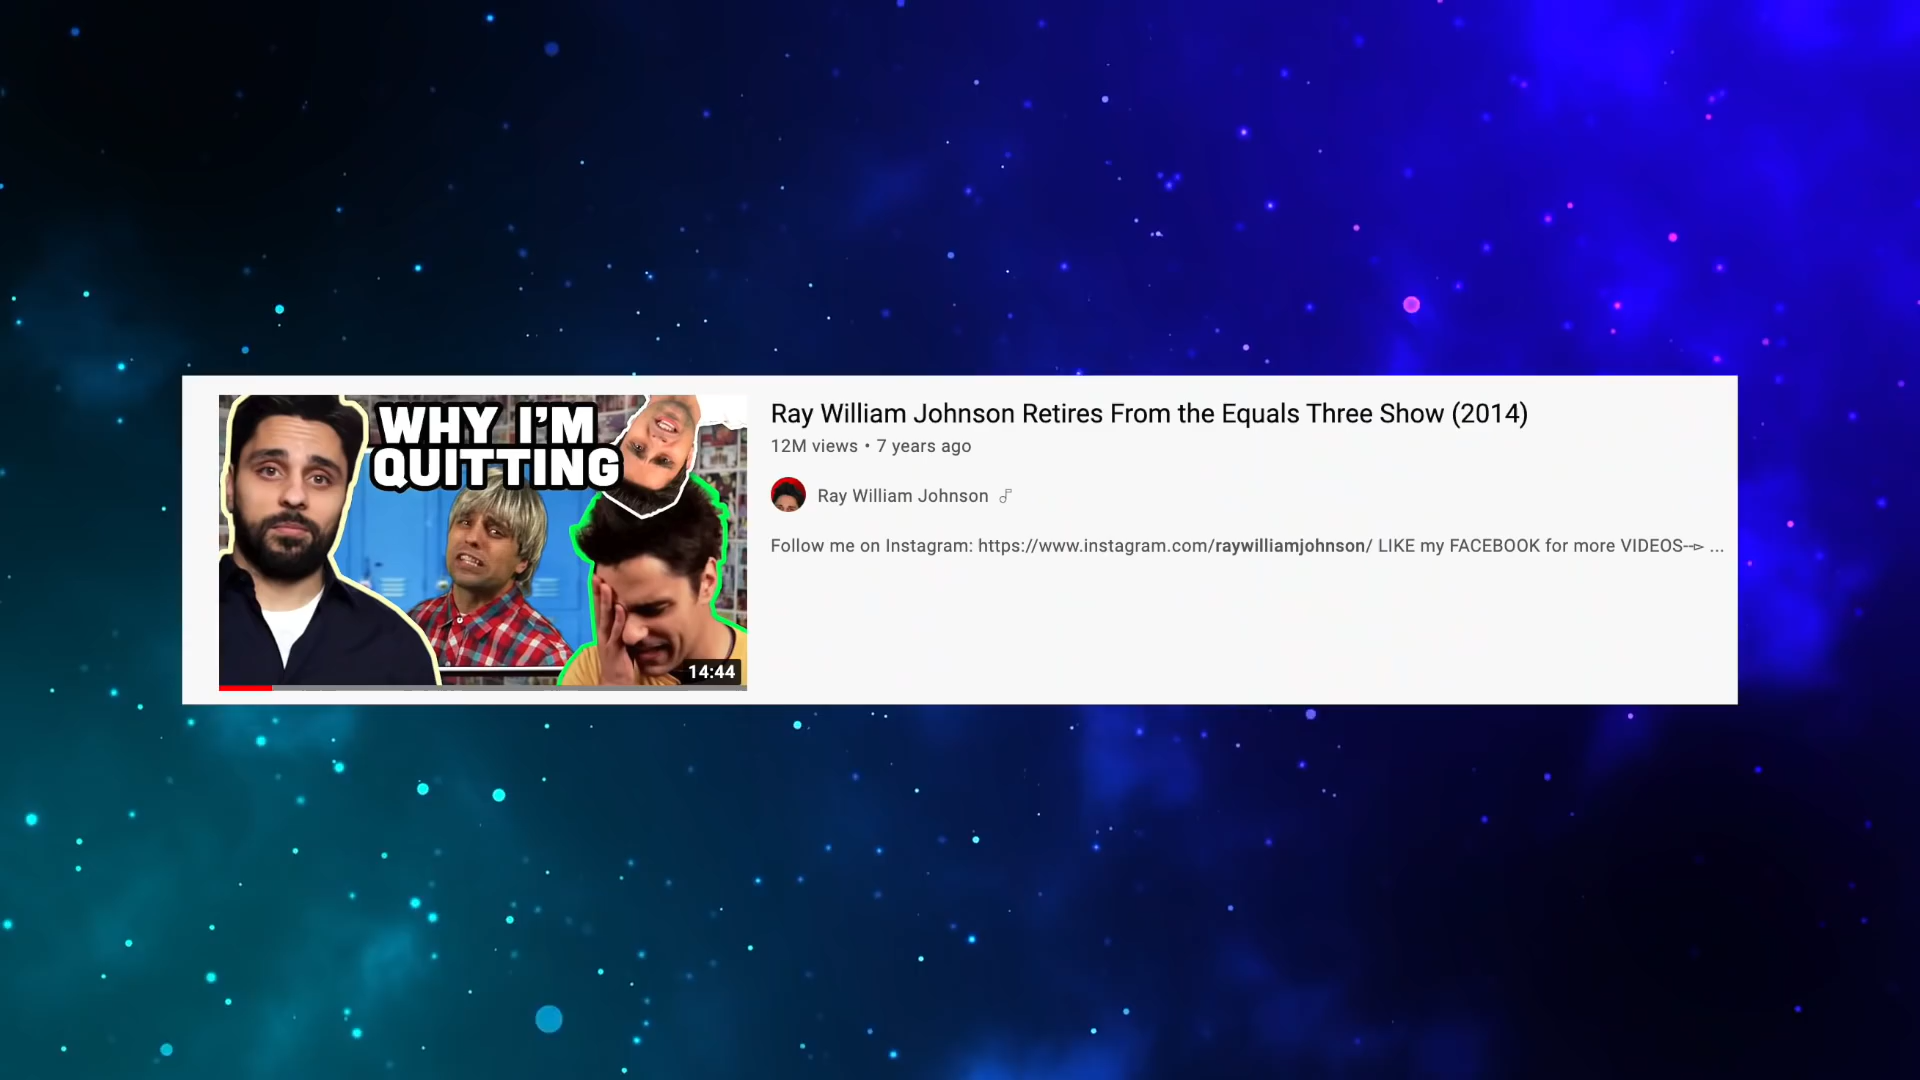 WHY I'M
QUITTING
14:44
Ray William Johnson Retires From the Equals Three Show (2014)
12M views • 7 years ago
Ray William Johnson
Follow me on Instagram: https://www.instagram.com/raywilliamjohnson/ LIKE my FACEBOOK for more VIDEOS--▻ ...